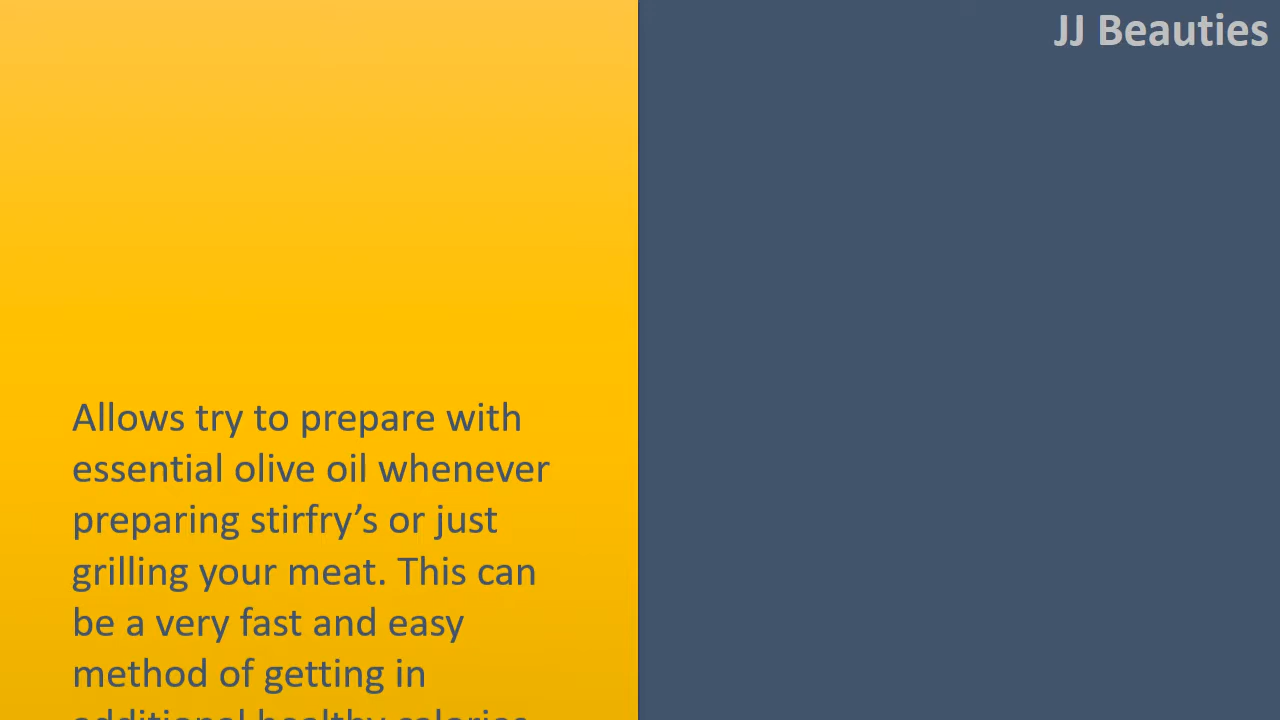 JJ Beauties
Allows try to prepare with
essential olive oil whenever
preparing stirfry’s or just
grilling your meat. This can
be a very fast and easy
method of getting in
additional healthy calories